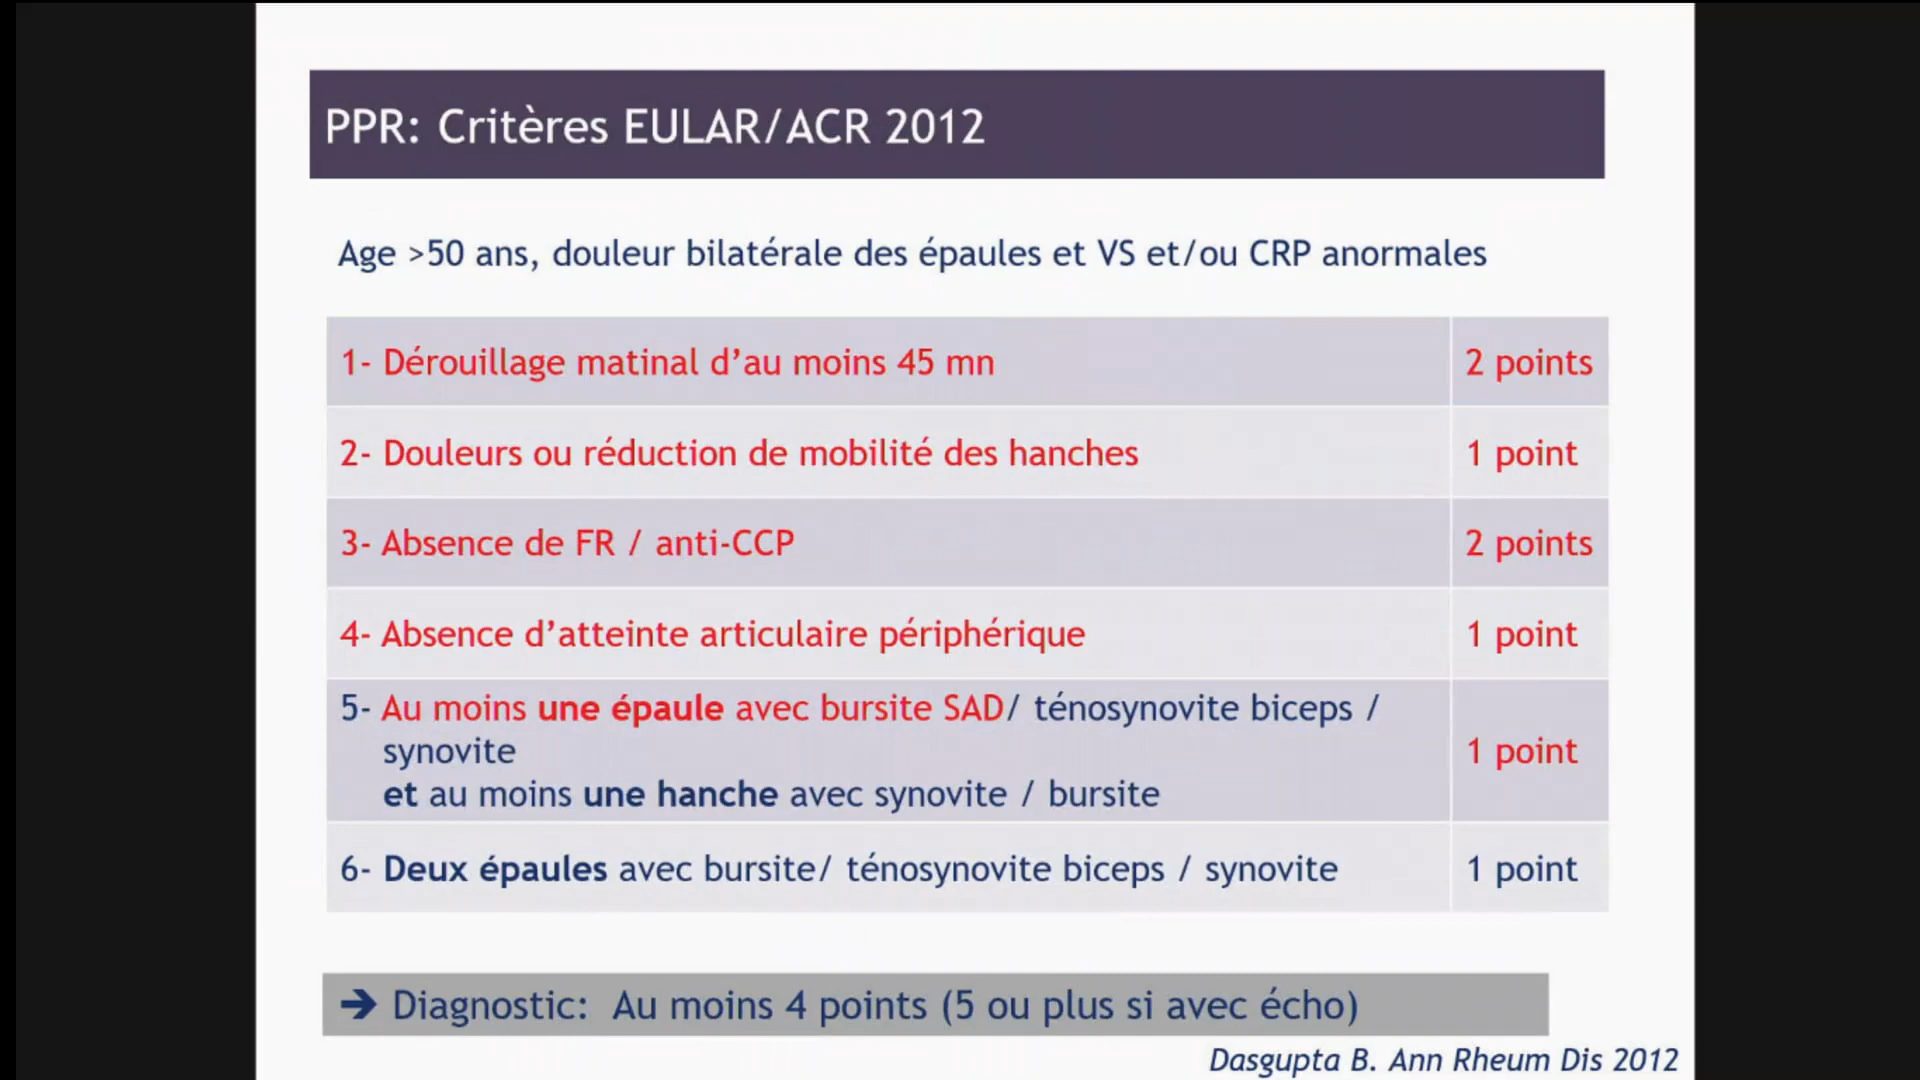 PPR: Critères EULAR/ACR 2012
Age >50 ans, douleur bilatérale des épaules et VS et/ou CRP anormales
1- Dérouillage matinal d’au moins 45 mn 2 points
2- Douleurs ou réduction de mobilité des hanches 1 point
3- Absence de FR / anti-CCP 2 points
4- Absence d’atteinte articulaire périphérique 1 point
5- Au moins une épaule avec bursite SAD/ ténosynovite biceps /
synovite
et au moins une hanche avec synovite / bursite
1 point
6- Deux épaules avec bursite/ ténosynovite biceps / synovite 1 point
➔ Diagnostic: Au moins 4 points (5 ou plus si avec écho)
Dasgupta B. Ann Rheum Dis 2012